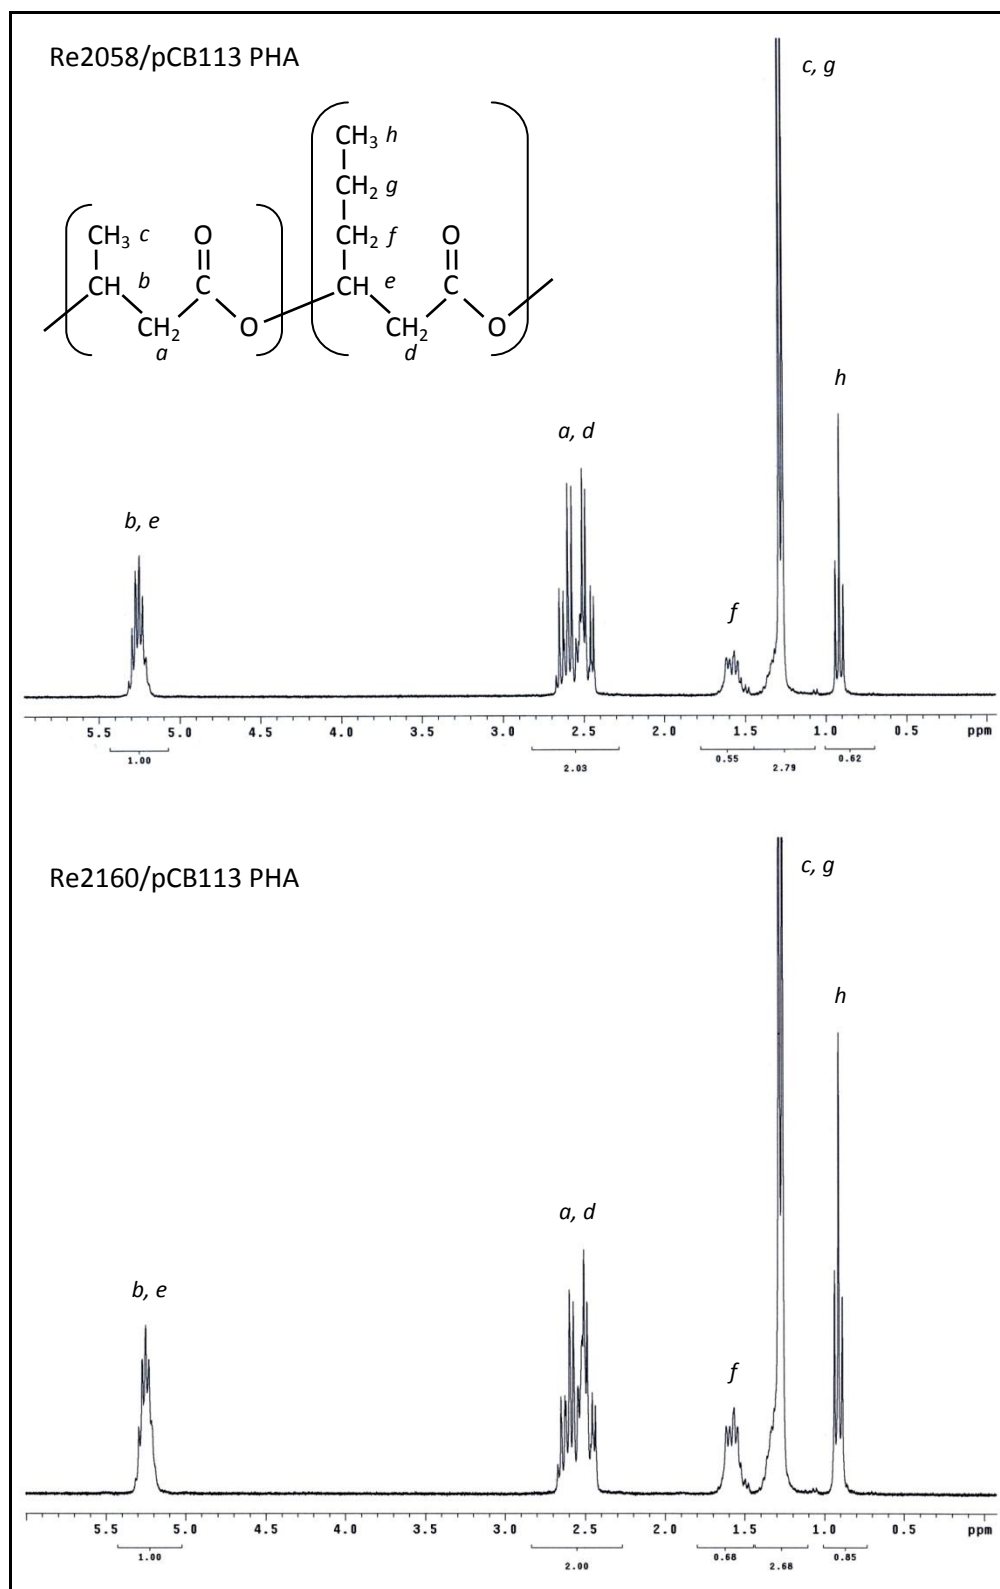 Re2058/pCB113 PHA
c, g
CH3 h
CH2 g
CH3 c O CH2 f O
CH b C CH e C
CH2 O CH2 O
a d
h
a, d
b, e
f
5.5 5.0 4.5 4.0 3.5 3.0 2.5 2.0 1.5 1.0 0.5 ppm
1.00 2.03 0.55 2.79 0.62
Re2160/pCB113 PHA
c, g
h
a, d
b, e
f
5.5 5.0 4.5 4.0 3.5 3.0 2.5 2.0 1.5 1.0 0.5 ppm
1.00 2.00 0.68 2.68 0.85